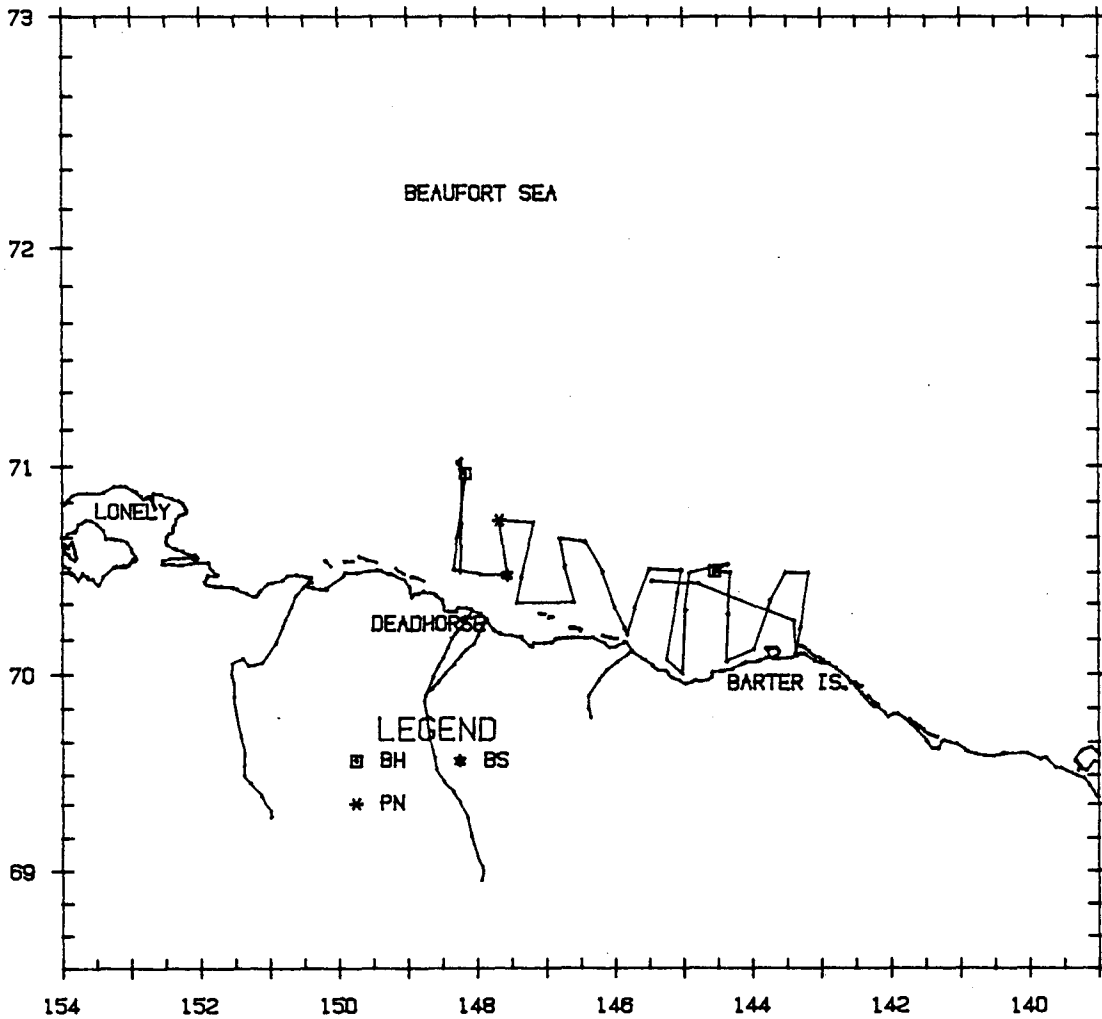 73
BEAUFORT SEA
72
71
LONELY
DEADHORSE
70
BARTER IS.
LEGEND
BH BS
PN
69
154 152 150 148 146 144 142 140